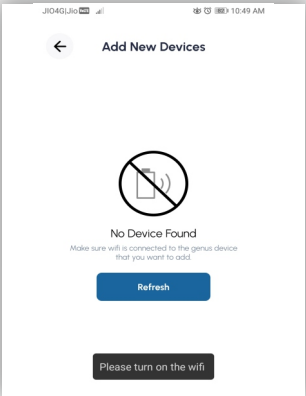 JIO4G|Jio VoLTE 10:49 AM
Add New Devices
No Device Found
Make sure wifi is connected to the genus device
that you want to add.
Refresh
Please turn on the wifi